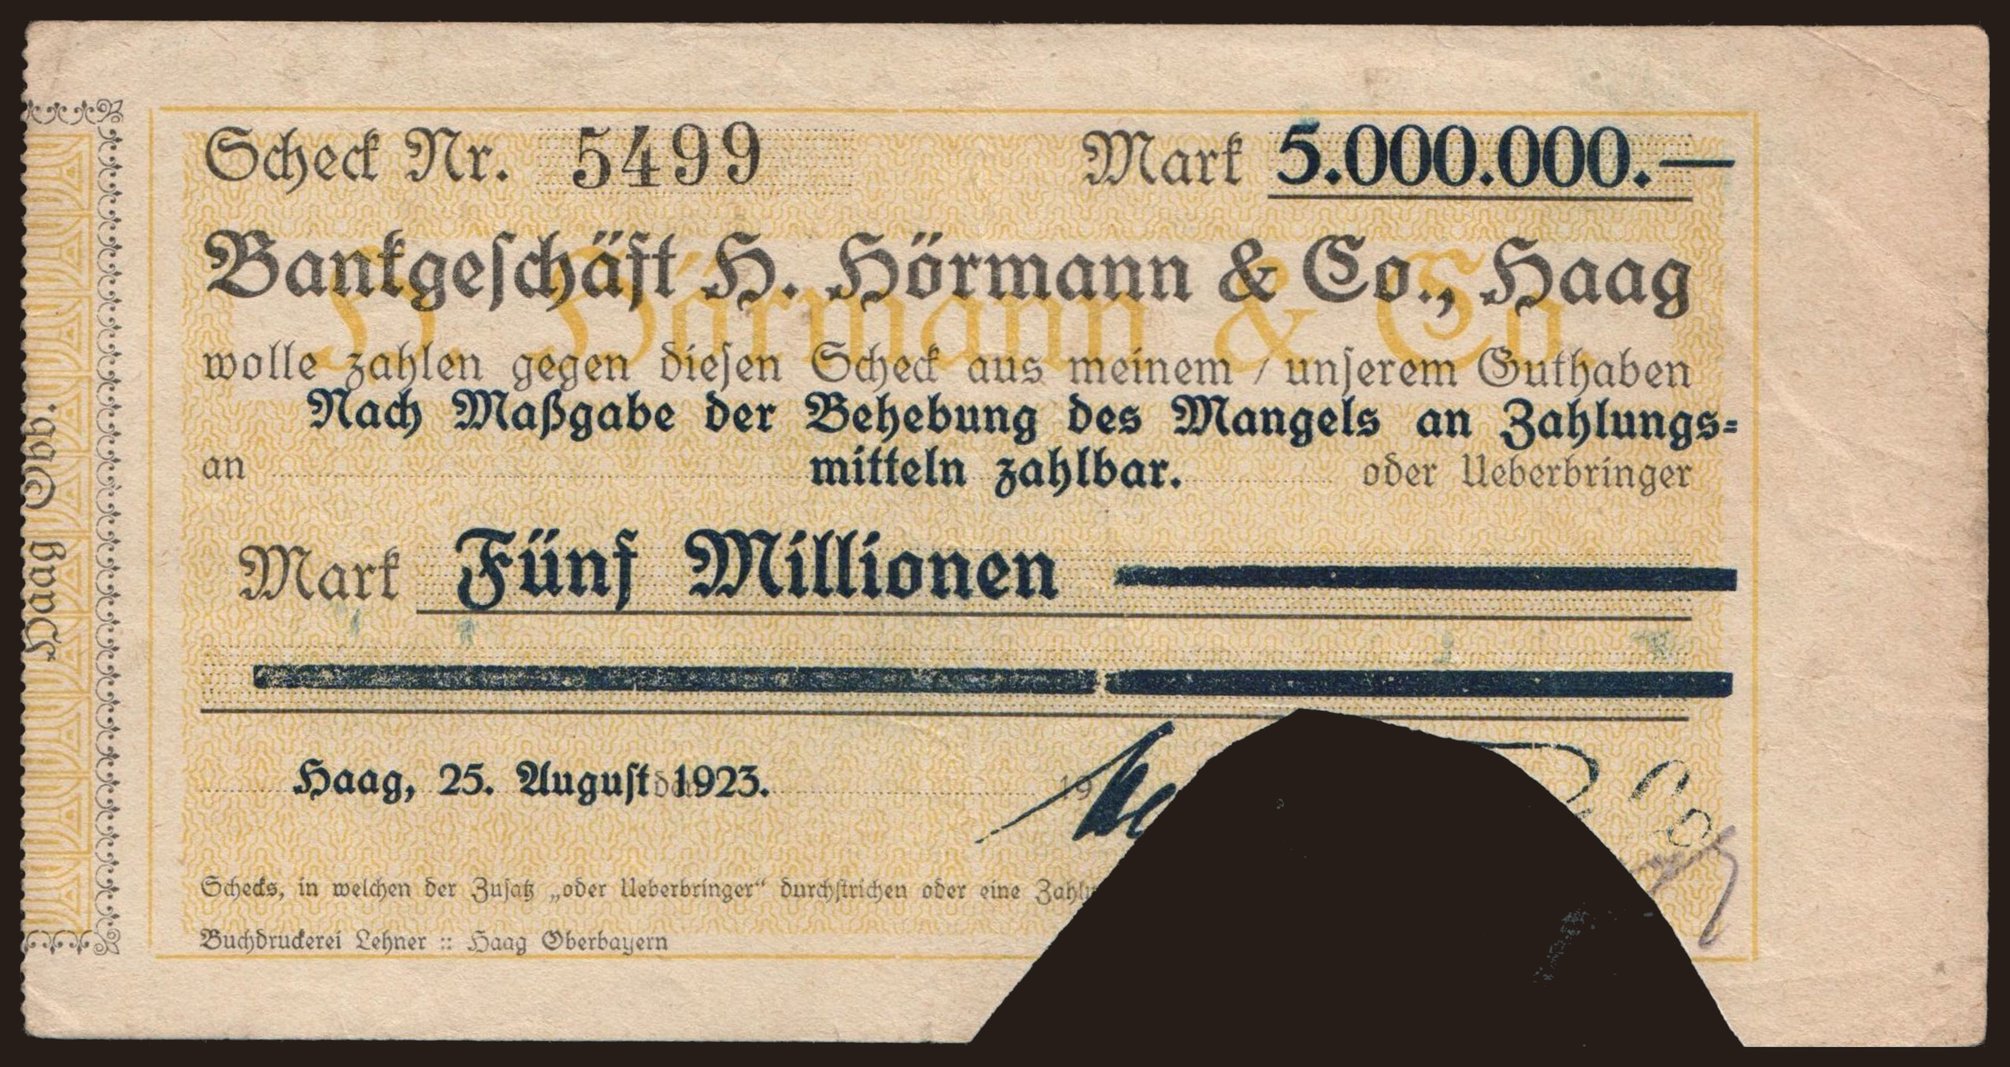 Scheck Nr. 5499 Mark 5.000.000.—
Bankgeschäft H. Hörmann & Co., Haag
wolle zahlen gegen diesen Scheck aus meinem / unserem Guthaben
Nach Maßgabe der Behebung des Mangels an Zahlungs=
an mitteln zahlbar. oder Ueberbringer
Mark Fünf Millionen
Haag, 25. August 1923. 19
Schecks, in welchen der Zusatz „oder Ueberbringer“ durchstrichen oder eine
Buchdruckerei Lehner :: Haag Oberbayern
Haag Obb.
H. Hörmann & Co.